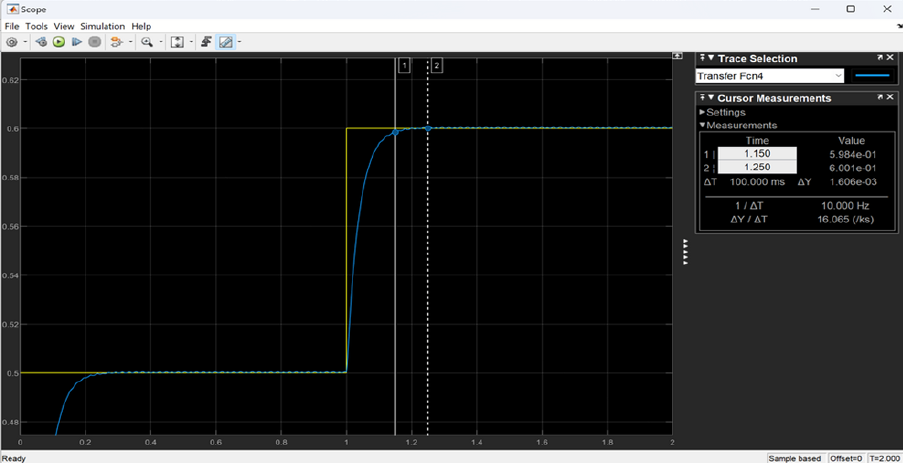 Scope
File Tools View Simulation Help
1 2
0.62
0.6
0.58
0.56
0.54
0.52
0.5
0.48
0 0.2 0.4 0.6 0.8 1 1.2 1.4 1.6 1.8 2
Trace Selection
Transfer Fcn4
Cursor Measurements
Settings
Measurements
Time Value
1 | 1.150 5.984e-01
2 | 1.250 6.001e-01
ΔT 100.000 ms ΔY 1.606e-03
1 / ΔT 10.000 Hz
ΔY / ΔT 16.065 (/ks)
Ready Sample based Offset=0 T=2.000